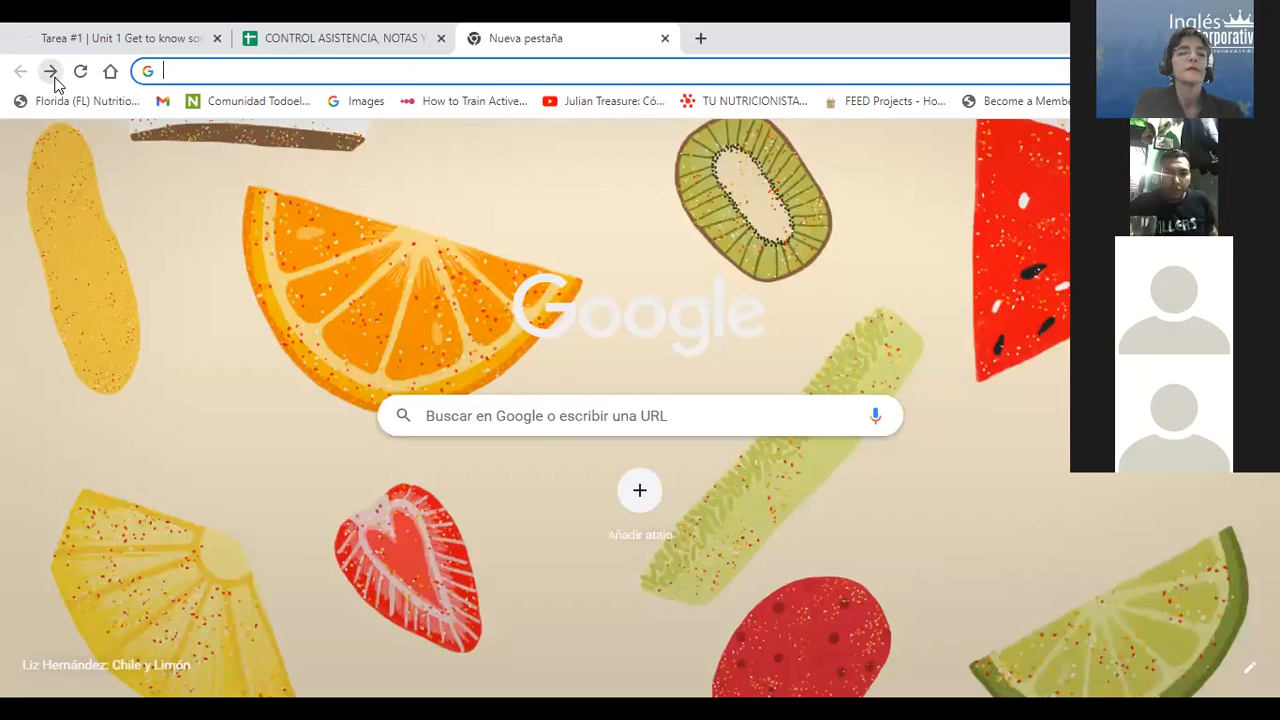 Tarea #1 | Unit 1 Get to know so
CONTROL ASISTENCIA, NOTAS Y
Nueva pestaña
Florida (FL) Nutritio...
Comunidad Todoel...
Images
How to Train Active...
Julian Treasure: Có...
TU NUTRICIONISTA...
FEED Projects - Ho...
Become a Membe
Google
Buscar en Google o escribir una URL
Añadir atajo
Liz Hernández: Chile y Limón
Inglés
orporativ